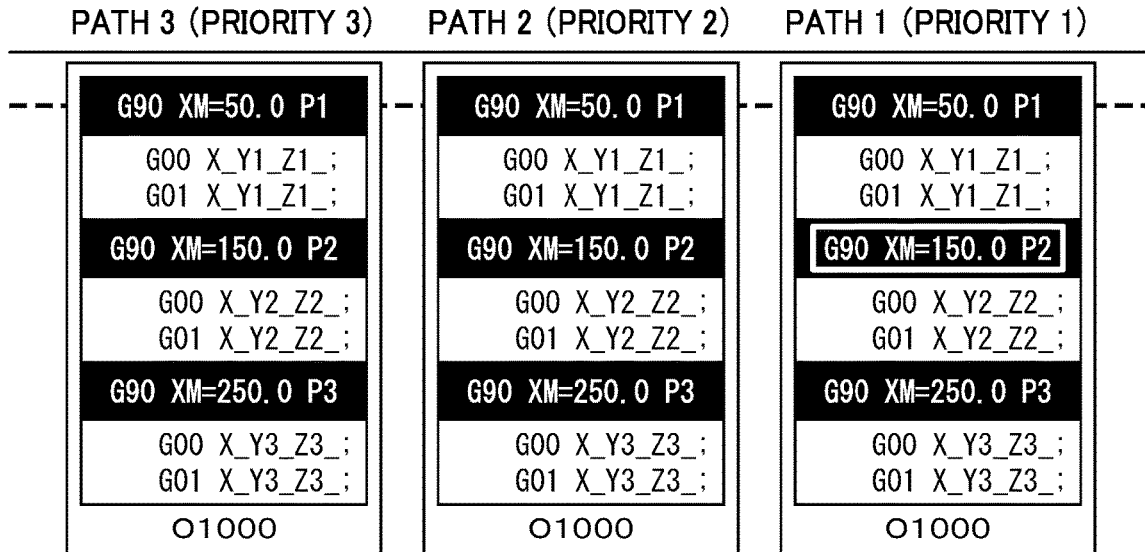 PATH 3 (PRIORITY 3) PATH 2 (PRIORITY 2) PATH 1 (PRIORITY 1)
G90 XM=50.0 P1 G90 XM=50.0 P1 G90 XM=50.0 P1
G00 X_Y1_Z1_; G00 X_Y1_Z1_; G00 X_Y1_Z1_;
G01 X_Y1_Z1_; G01 X_Y1_Z1_; G01 X_Y1_Z1_;
G90 XM=150.0 P2 G90 XM=150.0 P2 G90 XM=150.0 P2
G00 X_Y2_Z2_; G00 X_Y2_Z2_; G00 X_Y2_Z2_;
G01 X_Y2_Z2_; G01 X_Y2_Z2_; G01 X_Y2_Z2_;
G90 XM=250.0 P3 G90 XM=250.0 P3 G90 XM=250.0 P3
G00 X_Y3_Z3_; G00 X_Y3_Z3_; G00 X_Y3_Z3_;
G01 X_Y3_Z3_; G01 X_Y3_Z3_; G01 X_Y3_Z3_;
O1000 O1000 O1000